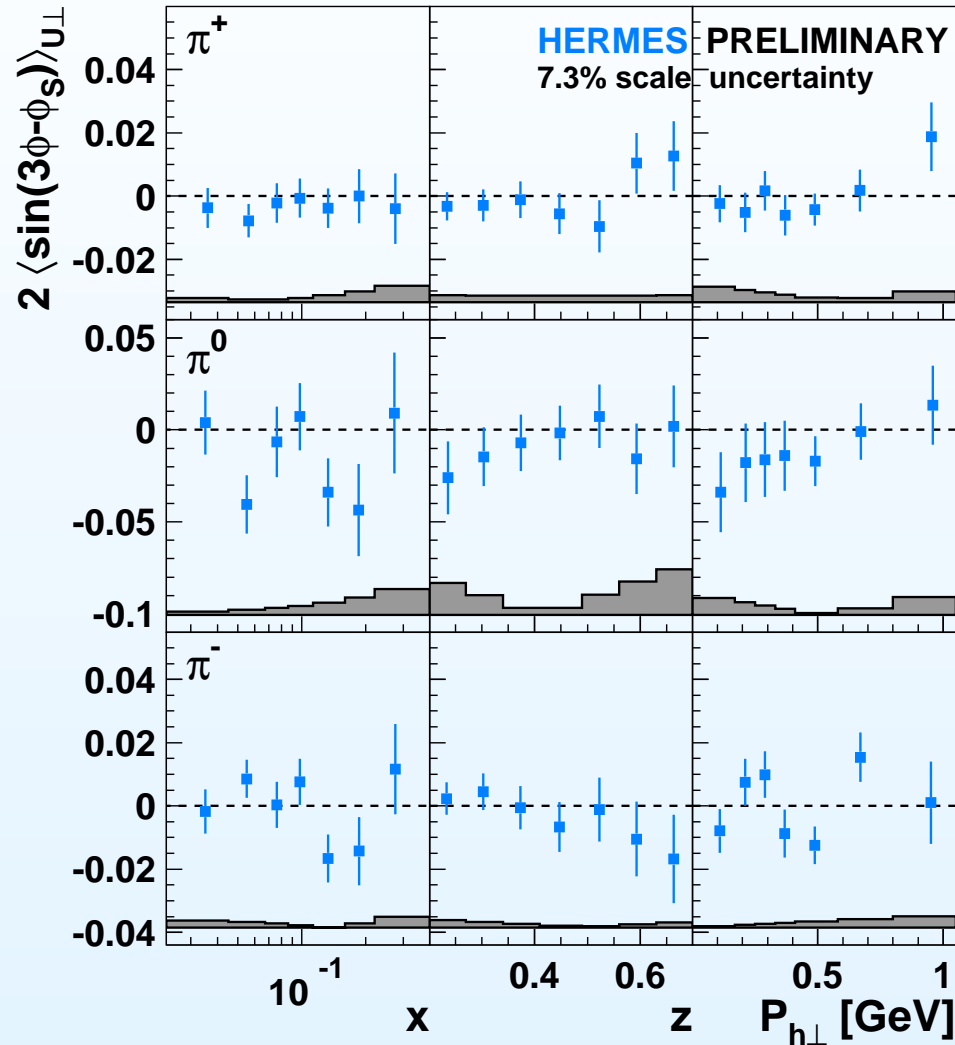 2 ⟨sin(3ϕ-ϕS)⟩U⊥
π+
HERMES PRELIMINARY
7.3% scale uncertainty
0.04
0.02
0
-0.02
π0
0.05
0
-0.05
-0.1
π-
0.04
0.02
0
-0.02
-0.04
10-1
0.4 0.6
0.5 1
x
z
Ph⊥ [GeV]